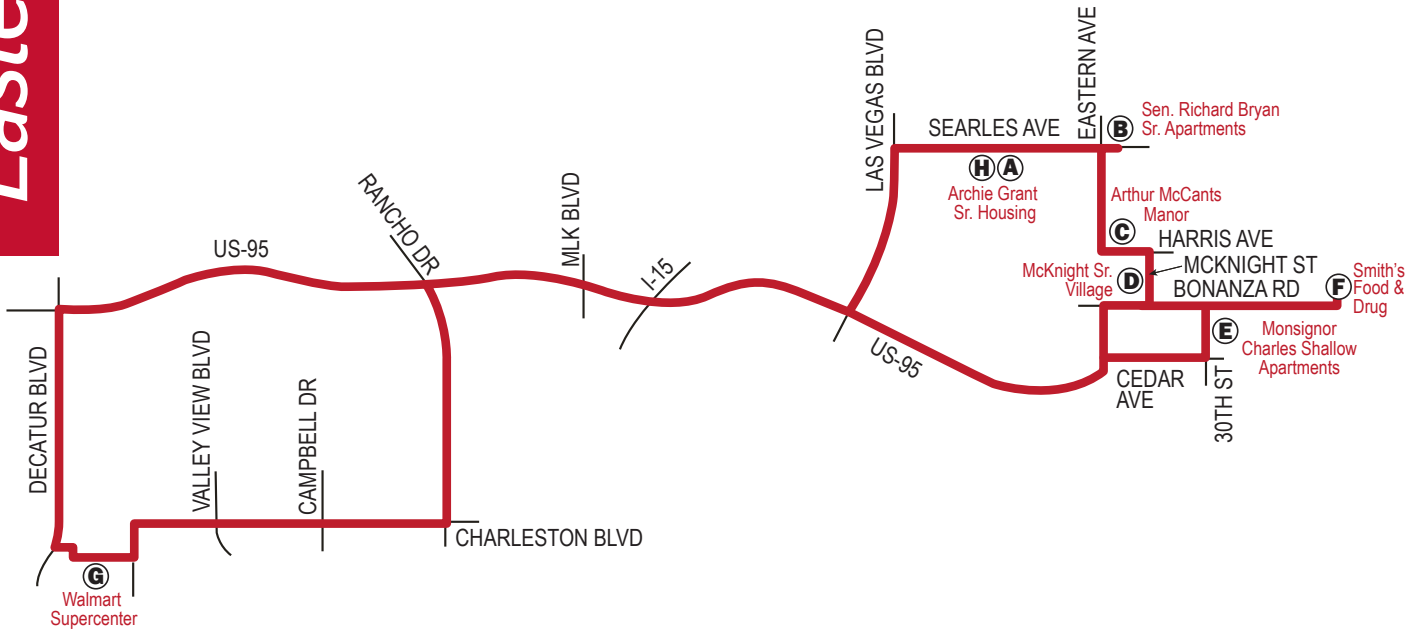 EASTERN AVE
LAS VEGAS BLVD
SEARLES AVE
B
Sen. Richard Bryan
Sr. Apartments
H A
Archie Grant
Sr. Housing
Arthur McCants
Manor
C
HARRIS AVE
MCKNIGHT ST
McKnight Sr.
Village
D
BONANZA RD
F
Smith's
Food &
Drug
E
Monsignor
Charles Shallow
Apartments
CEDAR
AVE
30TH ST
US-95
RANCHO DR
MLK BLVD
I-15
US-95
DECATUR BLVD
VALLEY VIEW BLVD
CAMPBELL DR
CHARLESTON BLVD
G
Walmart
Supercenter